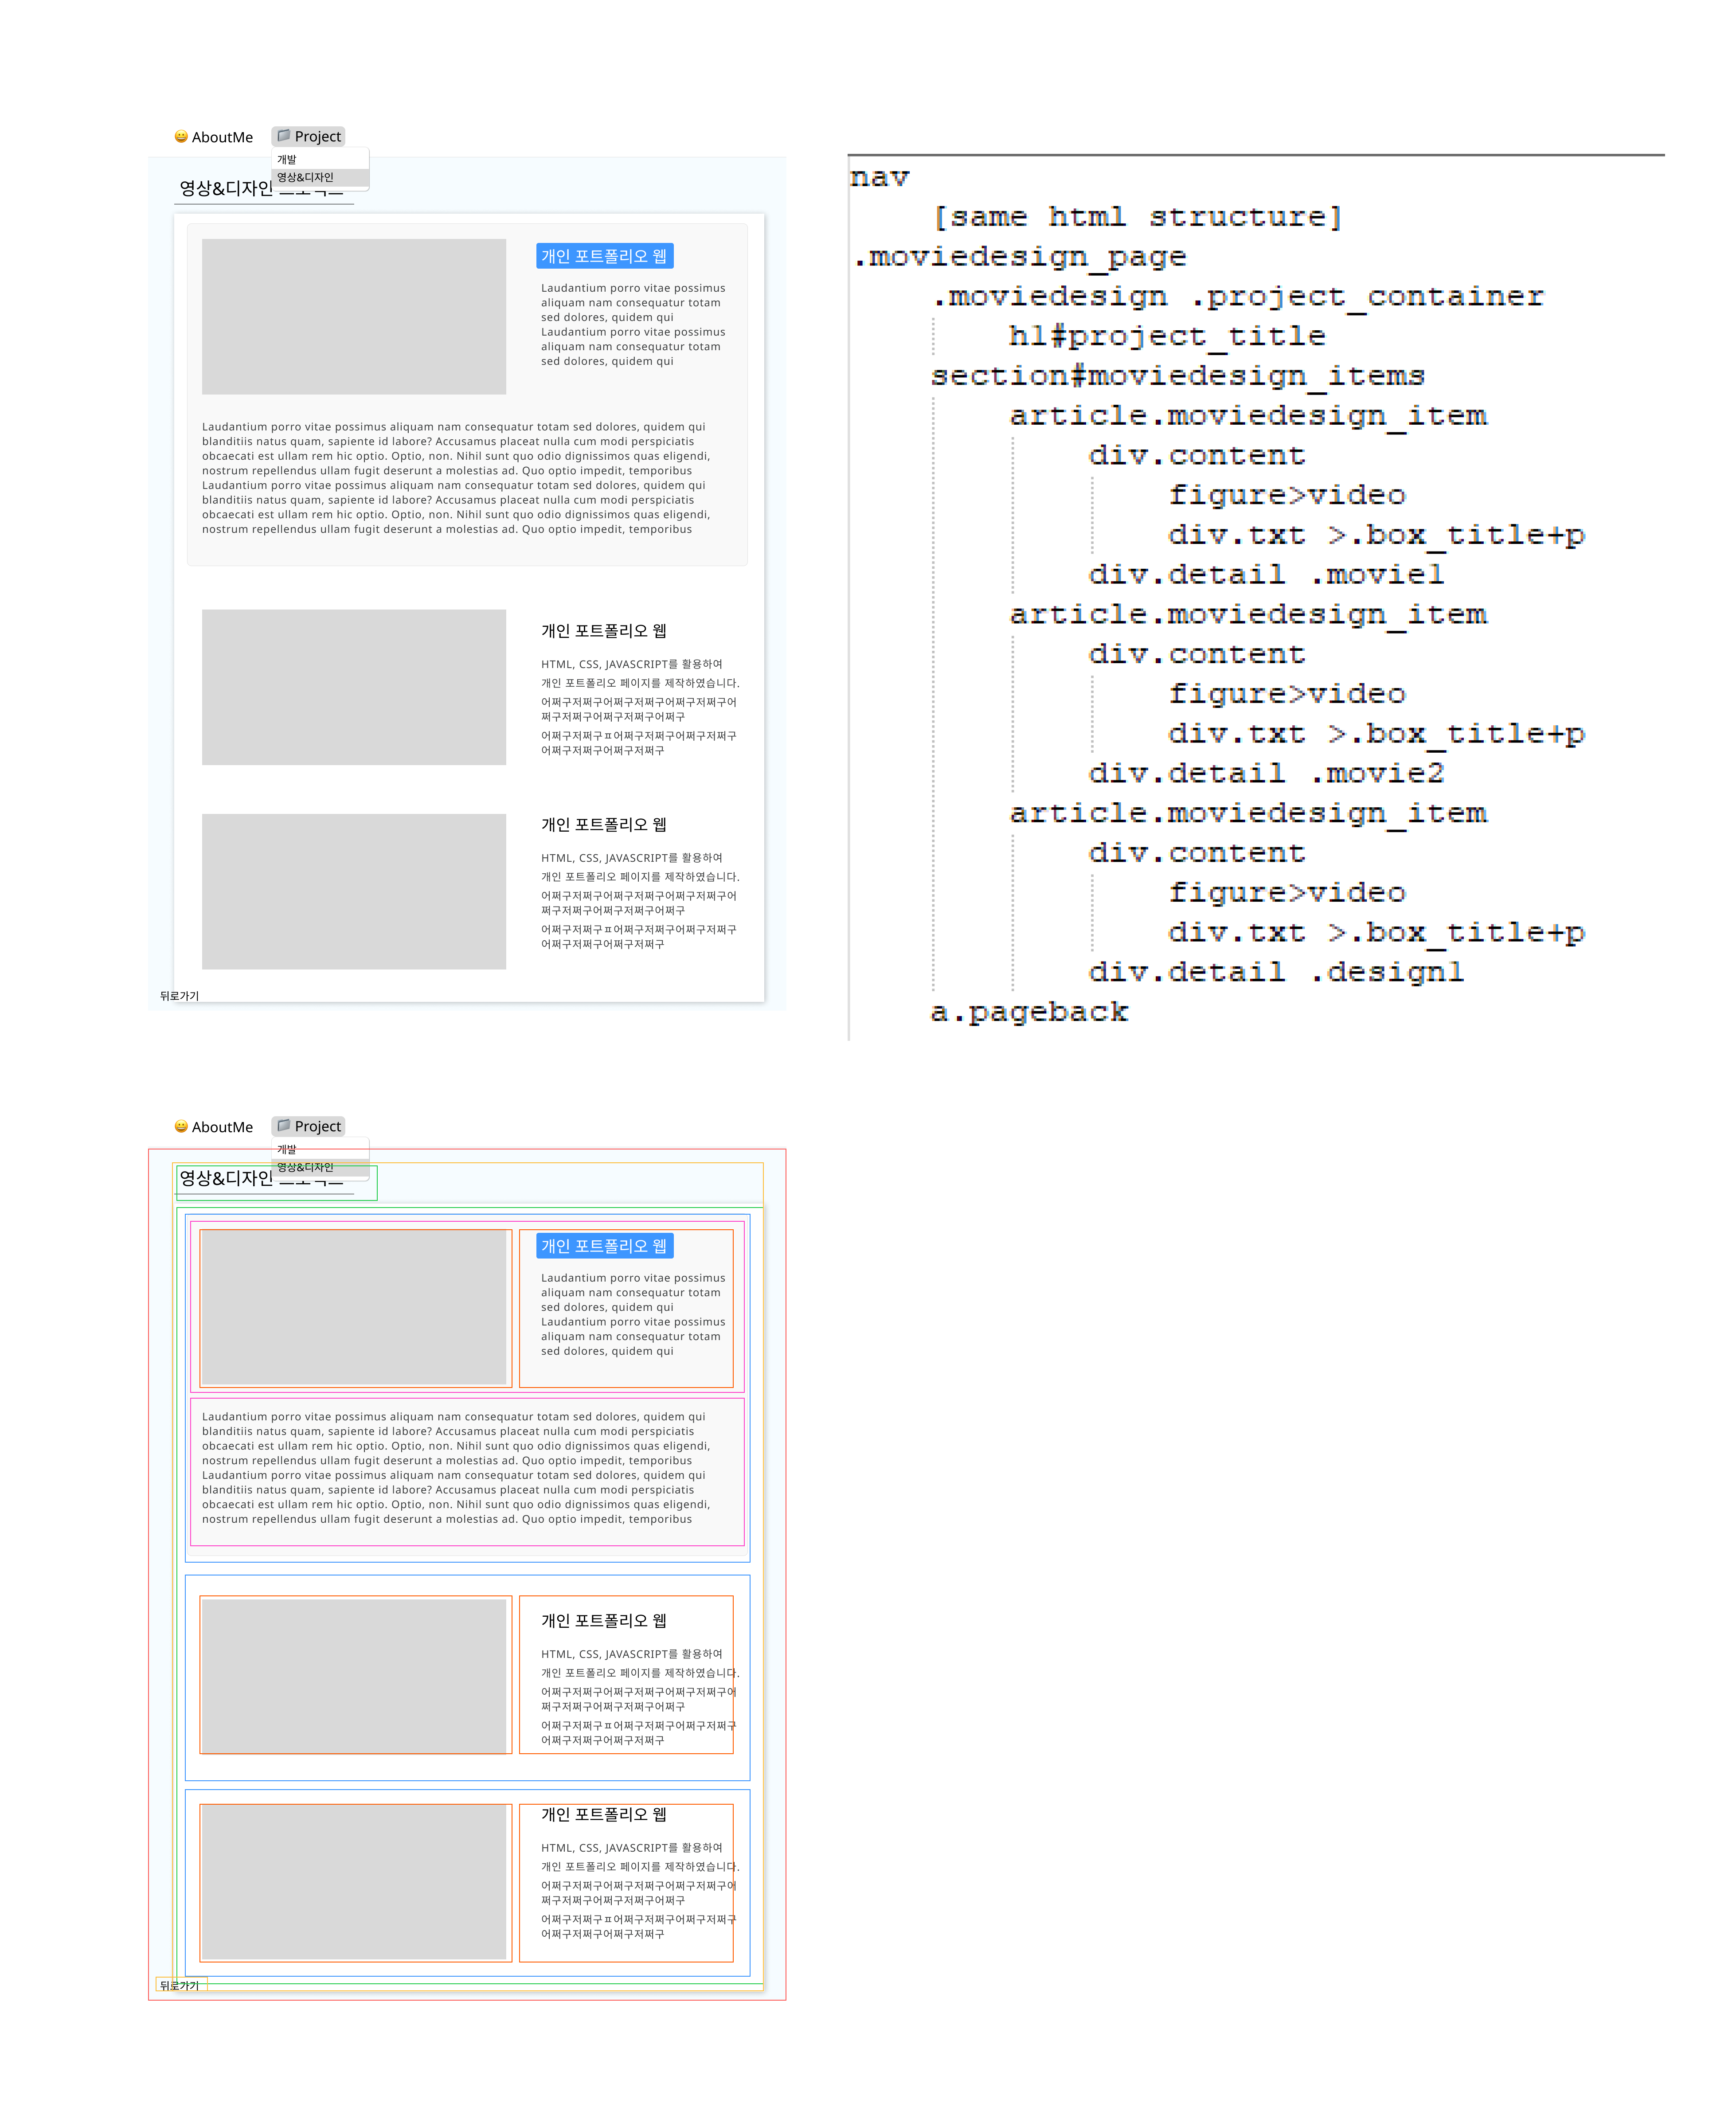 😀 AboutMe
Project
개발
영상&디자인
영상&디자인
개인 포트폴리오 웹
Laudantium porro vitae possimus
aliquam nam consequatur totam
sed dolores, quidem qui
Laudantium porro vitae possimus
aliquam nam consequatur totam
sed dolores, quidem qui
Laudantium porro vitae possimus aliquam nam consequatur totam sed dolores, quidem qui
blanditiis natus quam, sapiente id labore? Accusamus placeat nulla cum modi perspiciatis
obcaecati est ullam rem hic optio. Optio, non. Nihil sunt quo odio dignissimos quas eligendi,
nostrum repellendus ullam fugit deserunt a molestias ad. Quo optio impedit, temporibus
Laudantium porro vitae possimus aliquam nam consequatur totam sed dolores, quidem qui
blanditiis natus quam, sapiente id labore? Accusamus placeat nulla cum modi perspiciatis
obcaecati est ullam rem hic optio. Optio, non. Nihil sunt quo odio dignissimos quas eligendi,
nostrum repellendus ullam fugit deserunt a molestias ad. Quo optio impedit, temporibus
개인 포트폴리오 웹
HTML, CSS, JAVASCRIPT를 활용하여
개인 포트폴리오 페이지를 제작하였습니다.
어쩌구저쩌구어쩌구저쩌구어쩌구저쩌구어
쩌구저쩌구어쩌구저쩌구어쩌구
어쩌구저쩌구ㅍ어쩌구저쩌구어쩌구저쩌구
어쩌구저쩌구어쩌구저쩌구
개인 포트폴리오 웹
HTML, CSS, JAVASCRIPT를 활용하여
개인 포트폴리오 페이지를 제작하였습니다.
어쩌구저쩌구어쩌구저쩌구어쩌구저쩌구어
쩌구저쩌구어쩌구저쩌구어쩌구
어쩌구저쩌구ㅍ어쩌구저쩌구어쩌구저쩌구
어쩌구저쩌구어쩌구저쩌구
뒤로가기
nav
[same html structure]
.moviedesign_page
.moviedesign .project_container
h1#project_title
section#moviedesign_items
article.moviedesign_item
div.content
figure>video
div.txt >.box_title+p
div.detail .movie1
article.moviedesign_item
div.content
figure>video
div.txt >.box_title+p
div.detail .movie2
article.moviedesign_item
div.content
figure>video
div.txt >.box_title+p
div.detail .design1
a.pageback
😀 AboutMe
Project
개발
영상&디자인
영상&디자인
개인 포트폴리오 웹
Laudantium porro vitae possimus
aliquam nam consequatur totam
sed dolores, quidem qui
Laudantium porro vitae possimus
aliquam nam consequatur totam
sed dolores, quidem qui
Laudantium porro vitae possimus aliquam nam consequatur totam sed dolores, quidem qui
blanditiis natus quam, sapiente id labore? Accusamus placeat nulla cum modi perspiciatis
obcaecati est ullam rem hic optio. Optio, non. Nihil sunt quo odio dignissimos quas eligendi,
nostrum repellendus ullam fugit deserunt a molestias ad. Quo optio impedit, temporibus
Laudantium porro vitae possimus aliquam nam consequatur totam sed dolores, quidem qui
blanditiis natus quam, sapiente id labore? Accusamus placeat nulla cum modi perspiciatis
obcaecati est ullam rem hic optio. Optio, non. Nihil sunt quo odio dignissimos quas eligendi,
nostrum repellendus ullam fugit deserunt a molestias ad. Quo optio impedit, temporibus
개인 포트폴리오 웹
HTML, CSS, JAVASCRIPT를 활용하여
개인 포트폴리오 페이지를 제작하였습니다.
어쩌구저쩌구어쩌구저쩌구어쩌구저쩌구어
쩌구저쩌구어쩌구저쩌구어쩌구
어쩌구저쩌구ㅍ어쩌구저쩌구어쩌구저쩌구
어쩌구저쩌구어쩌구저쩌구
개인 포트폴리오 웹
HTML, CSS, JAVASCRIPT를 활용하여
개인 포트폴리오 페이지를 제작하였습니다.
어쩌구저쩌구어쩌구저쩌구어쩌구저쩌구어
쩌구저쩌구어쩌구저쩌구어쩌구
어쩌구저쩌구ㅍ어쩌구저쩌구어쩌구저쩌구
어쩌구저쩌구어쩌구저쩌구
뒤로가기